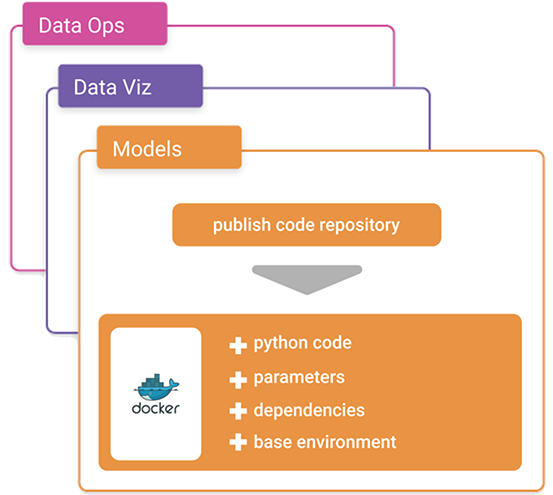 Data Ops
Data Viz
Models
publish code repository
python code
parameters
dependencies
base environment
docker